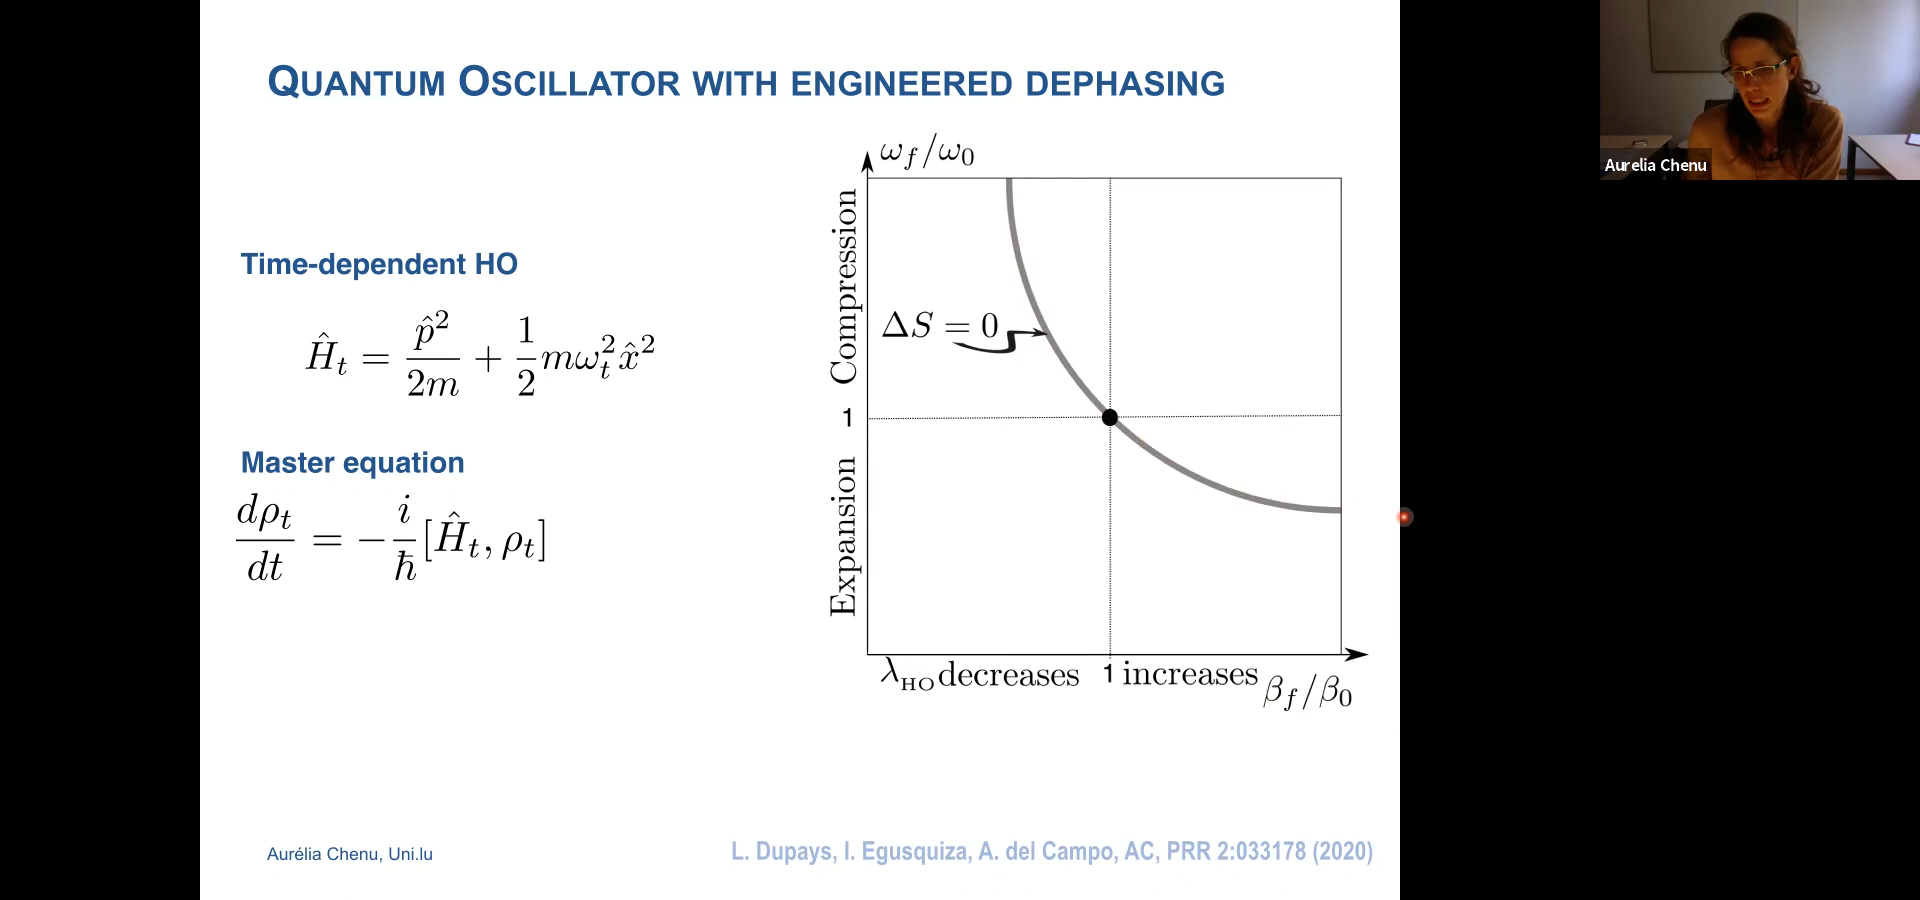 QUANTUM OSCILLATOR WITH ENGINEERED DEPHASING
Aurelia Chenu
Time-dependent HO
Ĥ_t = p̂²/2m + 1/2 mω_t² x̂²
Master equation
dρ_t/dt = −i/ħ [Ĥ_t, ρ_t]
ω_f/ω_0
Compression
ΔS = 0
1
Expansion
λ_HO decreases 1 increases
β_f/β_0
Aurélia Chenu, Uni.lu
L. Dupays, I. Egusquiza, A. del Campo, AC, PRR 2:033178 (2020)